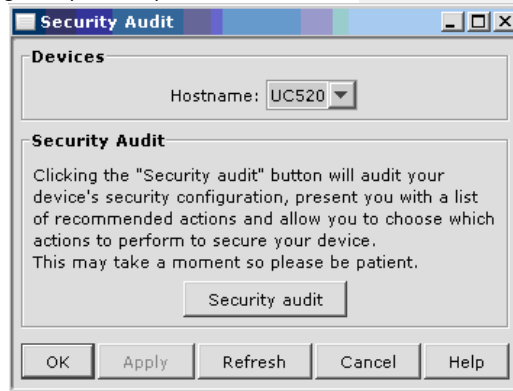 Security Audit
Devices
Hostname: UC520
Security Audit
Clicking the "Security audit" button will audit your
device's security configuration, present you with a list
of recommended actions and allow you to choose which
actions to perform to secure your device.
This may take a moment so please be patient.
Security audit
OK Apply Refresh Cancel Help